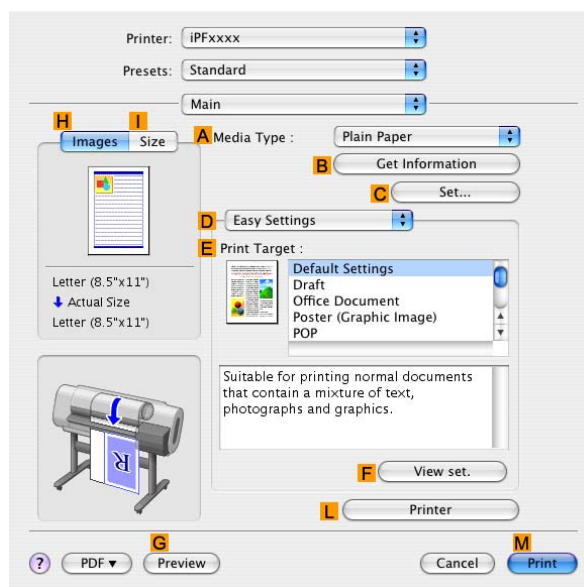 Printer: iPFxxxx
Presets: Standard
Main
H I
Images Size
A Media Type : Plain Paper
B Get Information
C Set...
D Easy Settings
E Print Target :
Default Settings
Draft
Office Document
Poster (Graphic Image)
POP
Letter (8.5"x11")
Actual Size
Letter (8.5"x11")
Suitable for printing normal documents
that contain a mixture of text,
photographs and graphics.
R
F View set.
L Printer
G M
? PDF▼ Preview Cancel Print